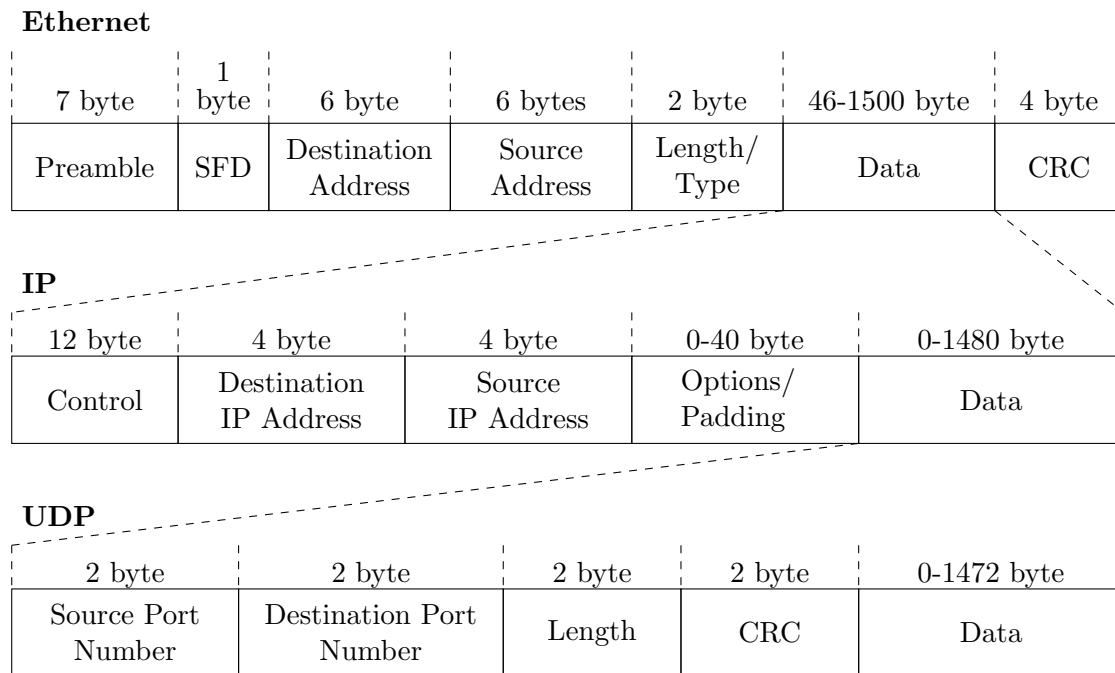 Ethernet
1
7 byte byte 6 byte 6 bytes 2 byte 46-1500 byte 4 byte
Preamble SFD Destination Address Source Address Length/ Type Data CRC
IP
12 byte 4 byte 4 byte 0-40 byte 0-1480 byte
Control Destination IP Address Source IP Address Options/ Padding Data
UDP
2 byte 2 byte 2 byte 2 byte 0-1472 byte
Source Port Number Destination Port Number Length CRC Data